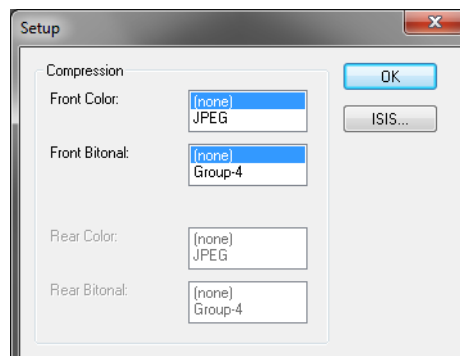 Setup
Compression
OK
Front Color:
(none)
JPEG
ISIS...
Front Bitonal:
(none)
Group-4
Rear Color:
(none)
JPEG
Rear Bitonal:
(none)
Group-4